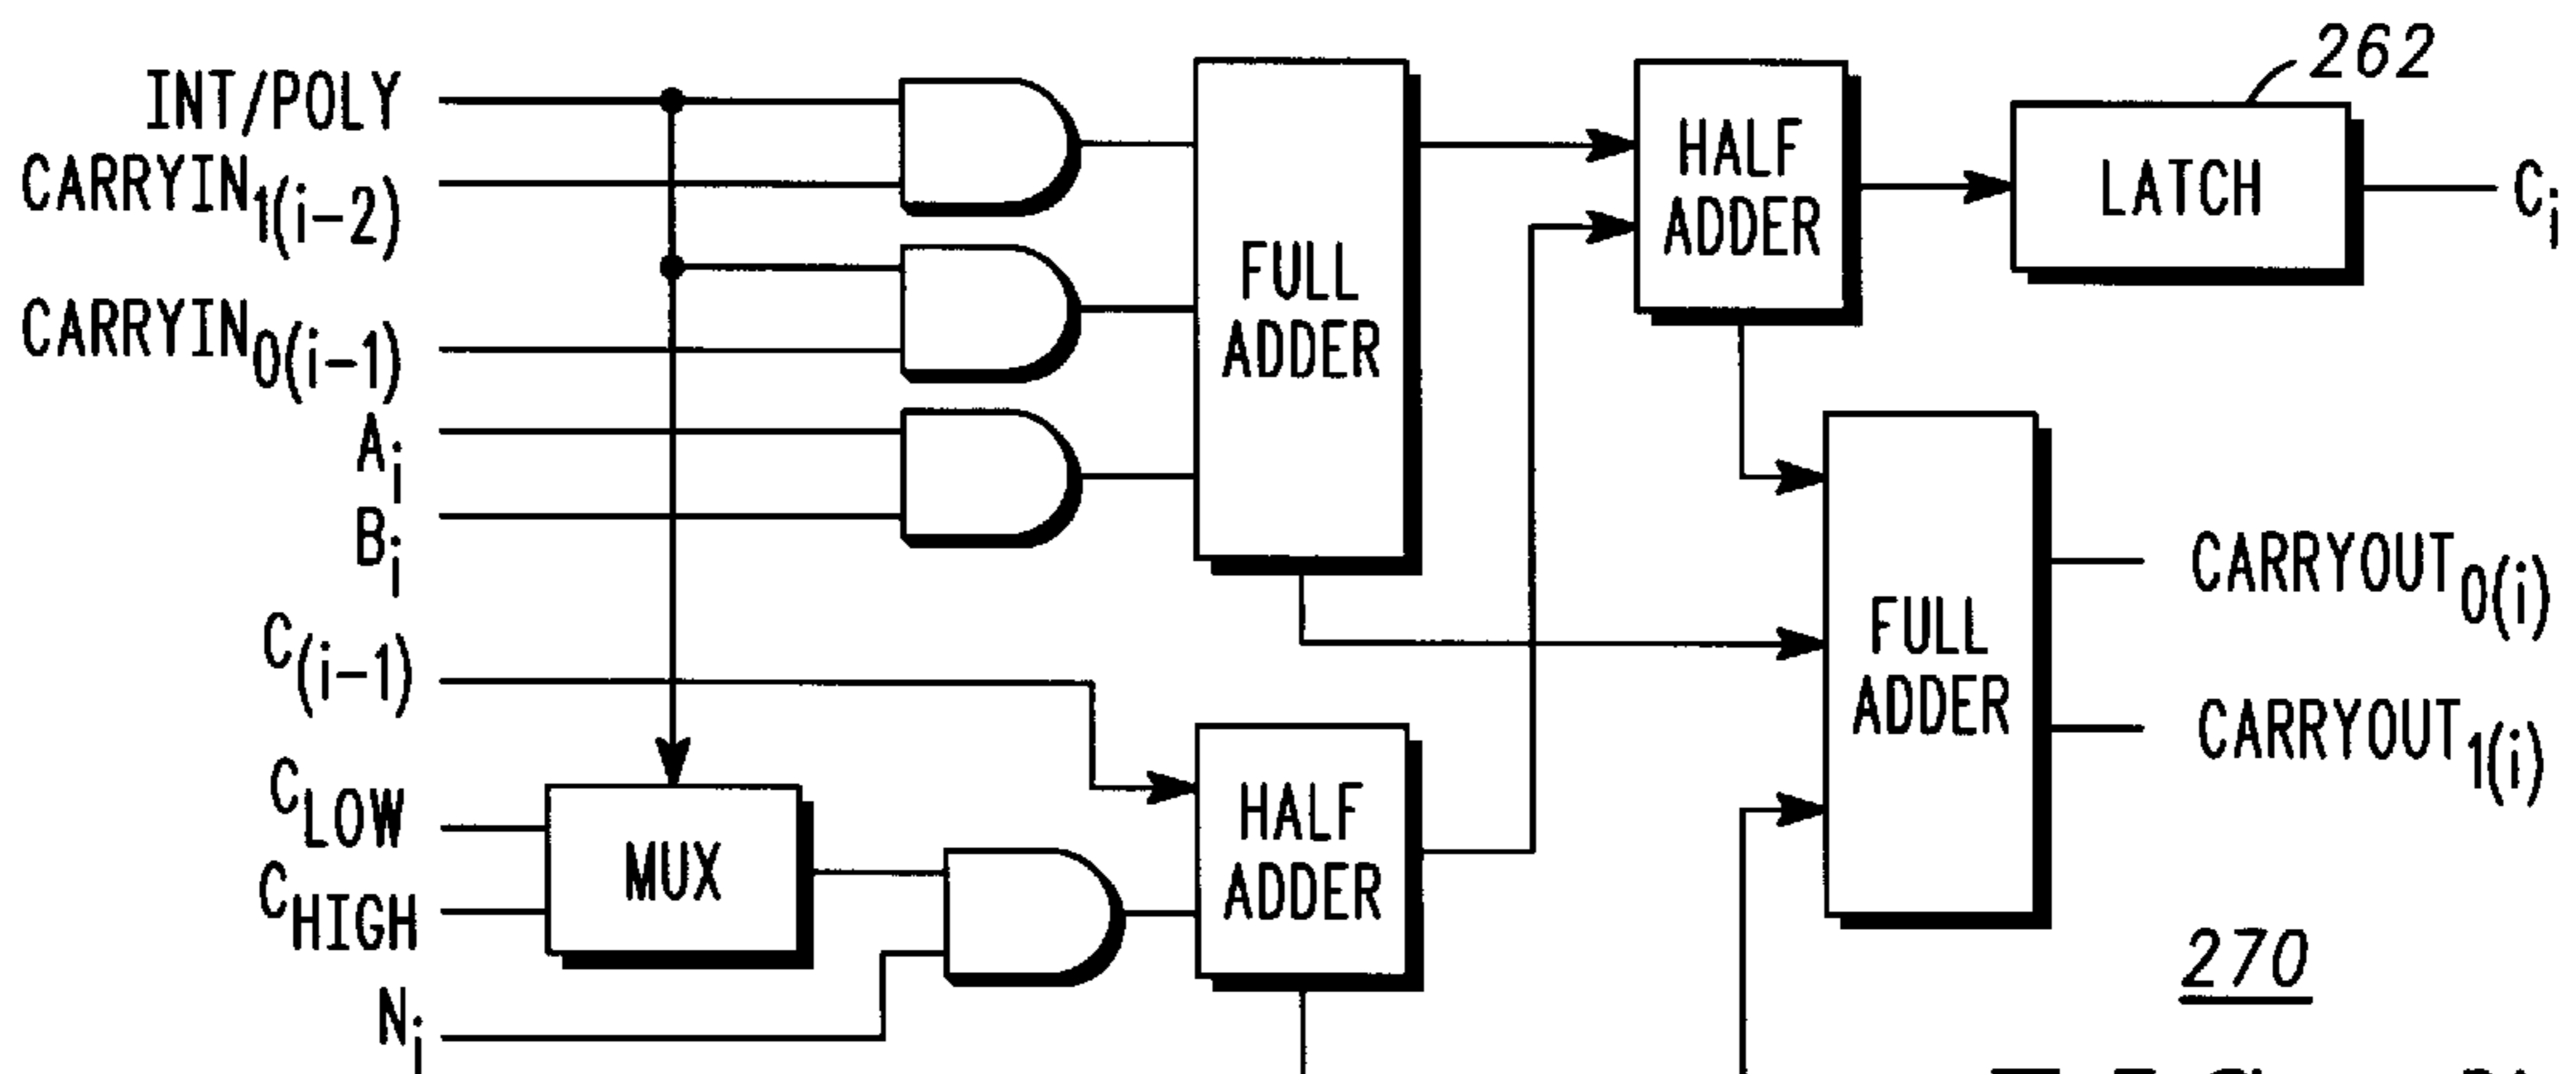 262
INT/POLY
CARRYIN1(i-2)
CARRYIN0(i-1)
Ai
Bi
C(i-1)
CLOW
CHIGH
Ni
MUX
FULL
ADDER
HALF
ADDER
HALF
ADDER
LATCH
Ci
FULL
ADDER
CARRYOUT0(i)
CARRYOUT1(i)
270